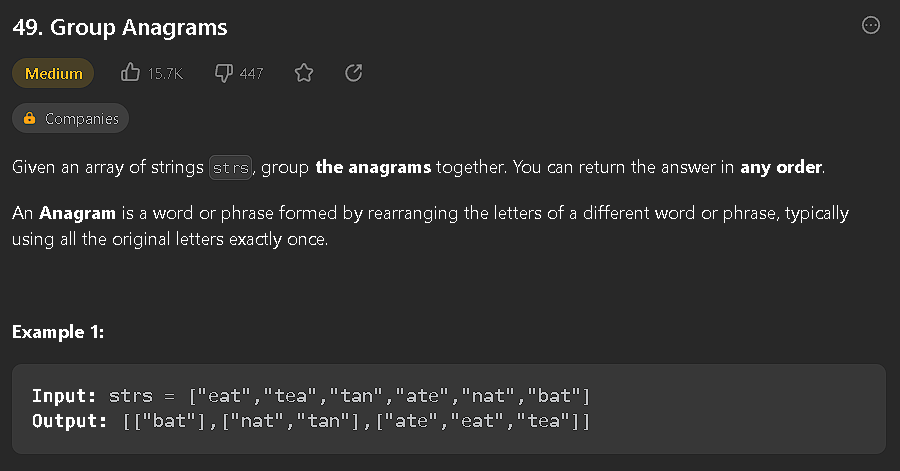 49. Group Anagrams
Medium 15.7K 447
Companies
Given an array of strings strs, group the anagrams together. You can return the answer in any order.
An Anagram is a word or phrase formed by rearranging the letters of a different word or phrase, typically
using all the original letters exactly once.
Example 1:
Input: strs = ["eat","tea","tan","ate","nat","bat"]
Output: [["bat"],["nat","tan"],["ate","eat","tea"]]